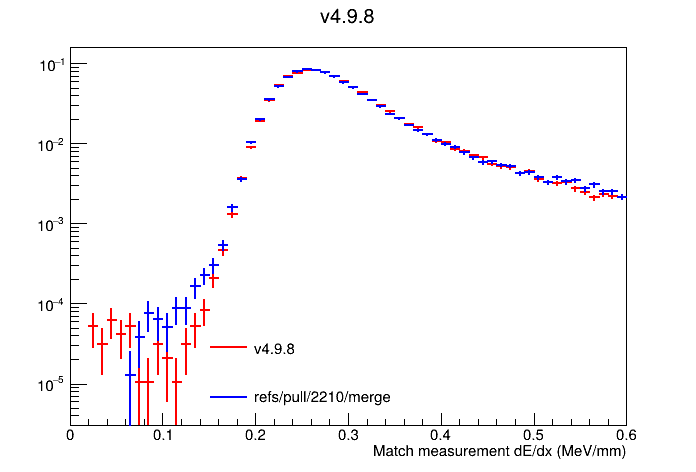 v4.9.8
10⁻¹
10⁻²
10⁻³
10⁻⁴
10⁻⁵
v4.9.8
refs/pull/2210/merge
0 0.1 0.2 0.3 0.4 0.5 0.6
Match measurement dE/dx (MeV/mm)